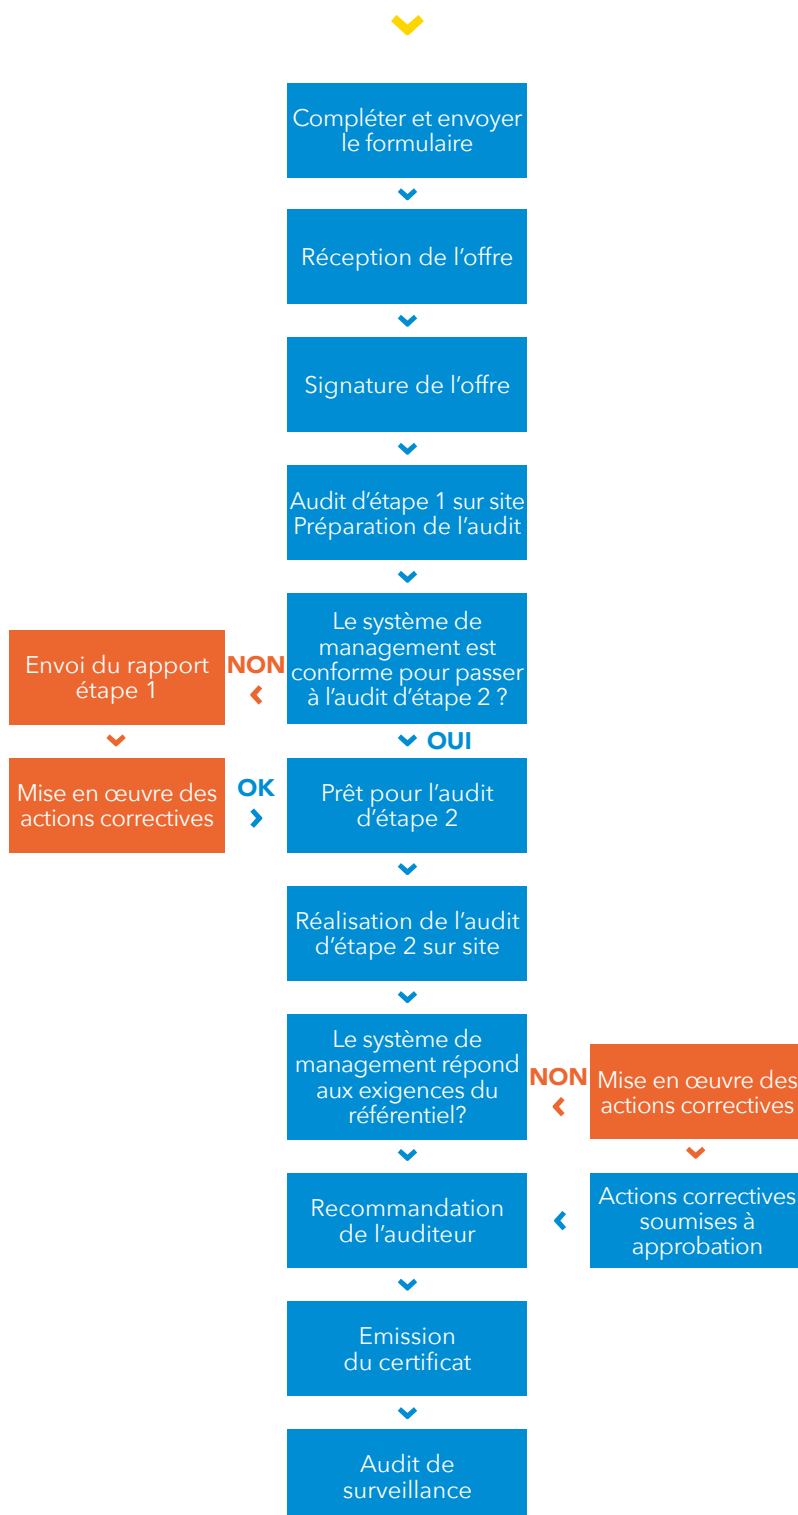 Compléter et envoyer
le formulaire
Réception de l’offre
Signature de l’offre
Audit d’étape 1 sur site
Préparation de l’audit
Le système de
management est
conforme pour passer
à l’audit d’étape 2 ?
NON
Envoi du rapport
étape 1
OUI
Mise en œuvre des
actions correctives
OK
Prêt pour l’audit
d’étape 2
Réalisation de l’audit
d’étape 2 sur site
Le système de
management répond
aux exigences du
référentiel?
NON
Mise en œuvre des
actions correctives
Recommandation
de l’auditeur
Actions correctives
soumises à
approbation
Emission
du certificat
Audit de
surveillance